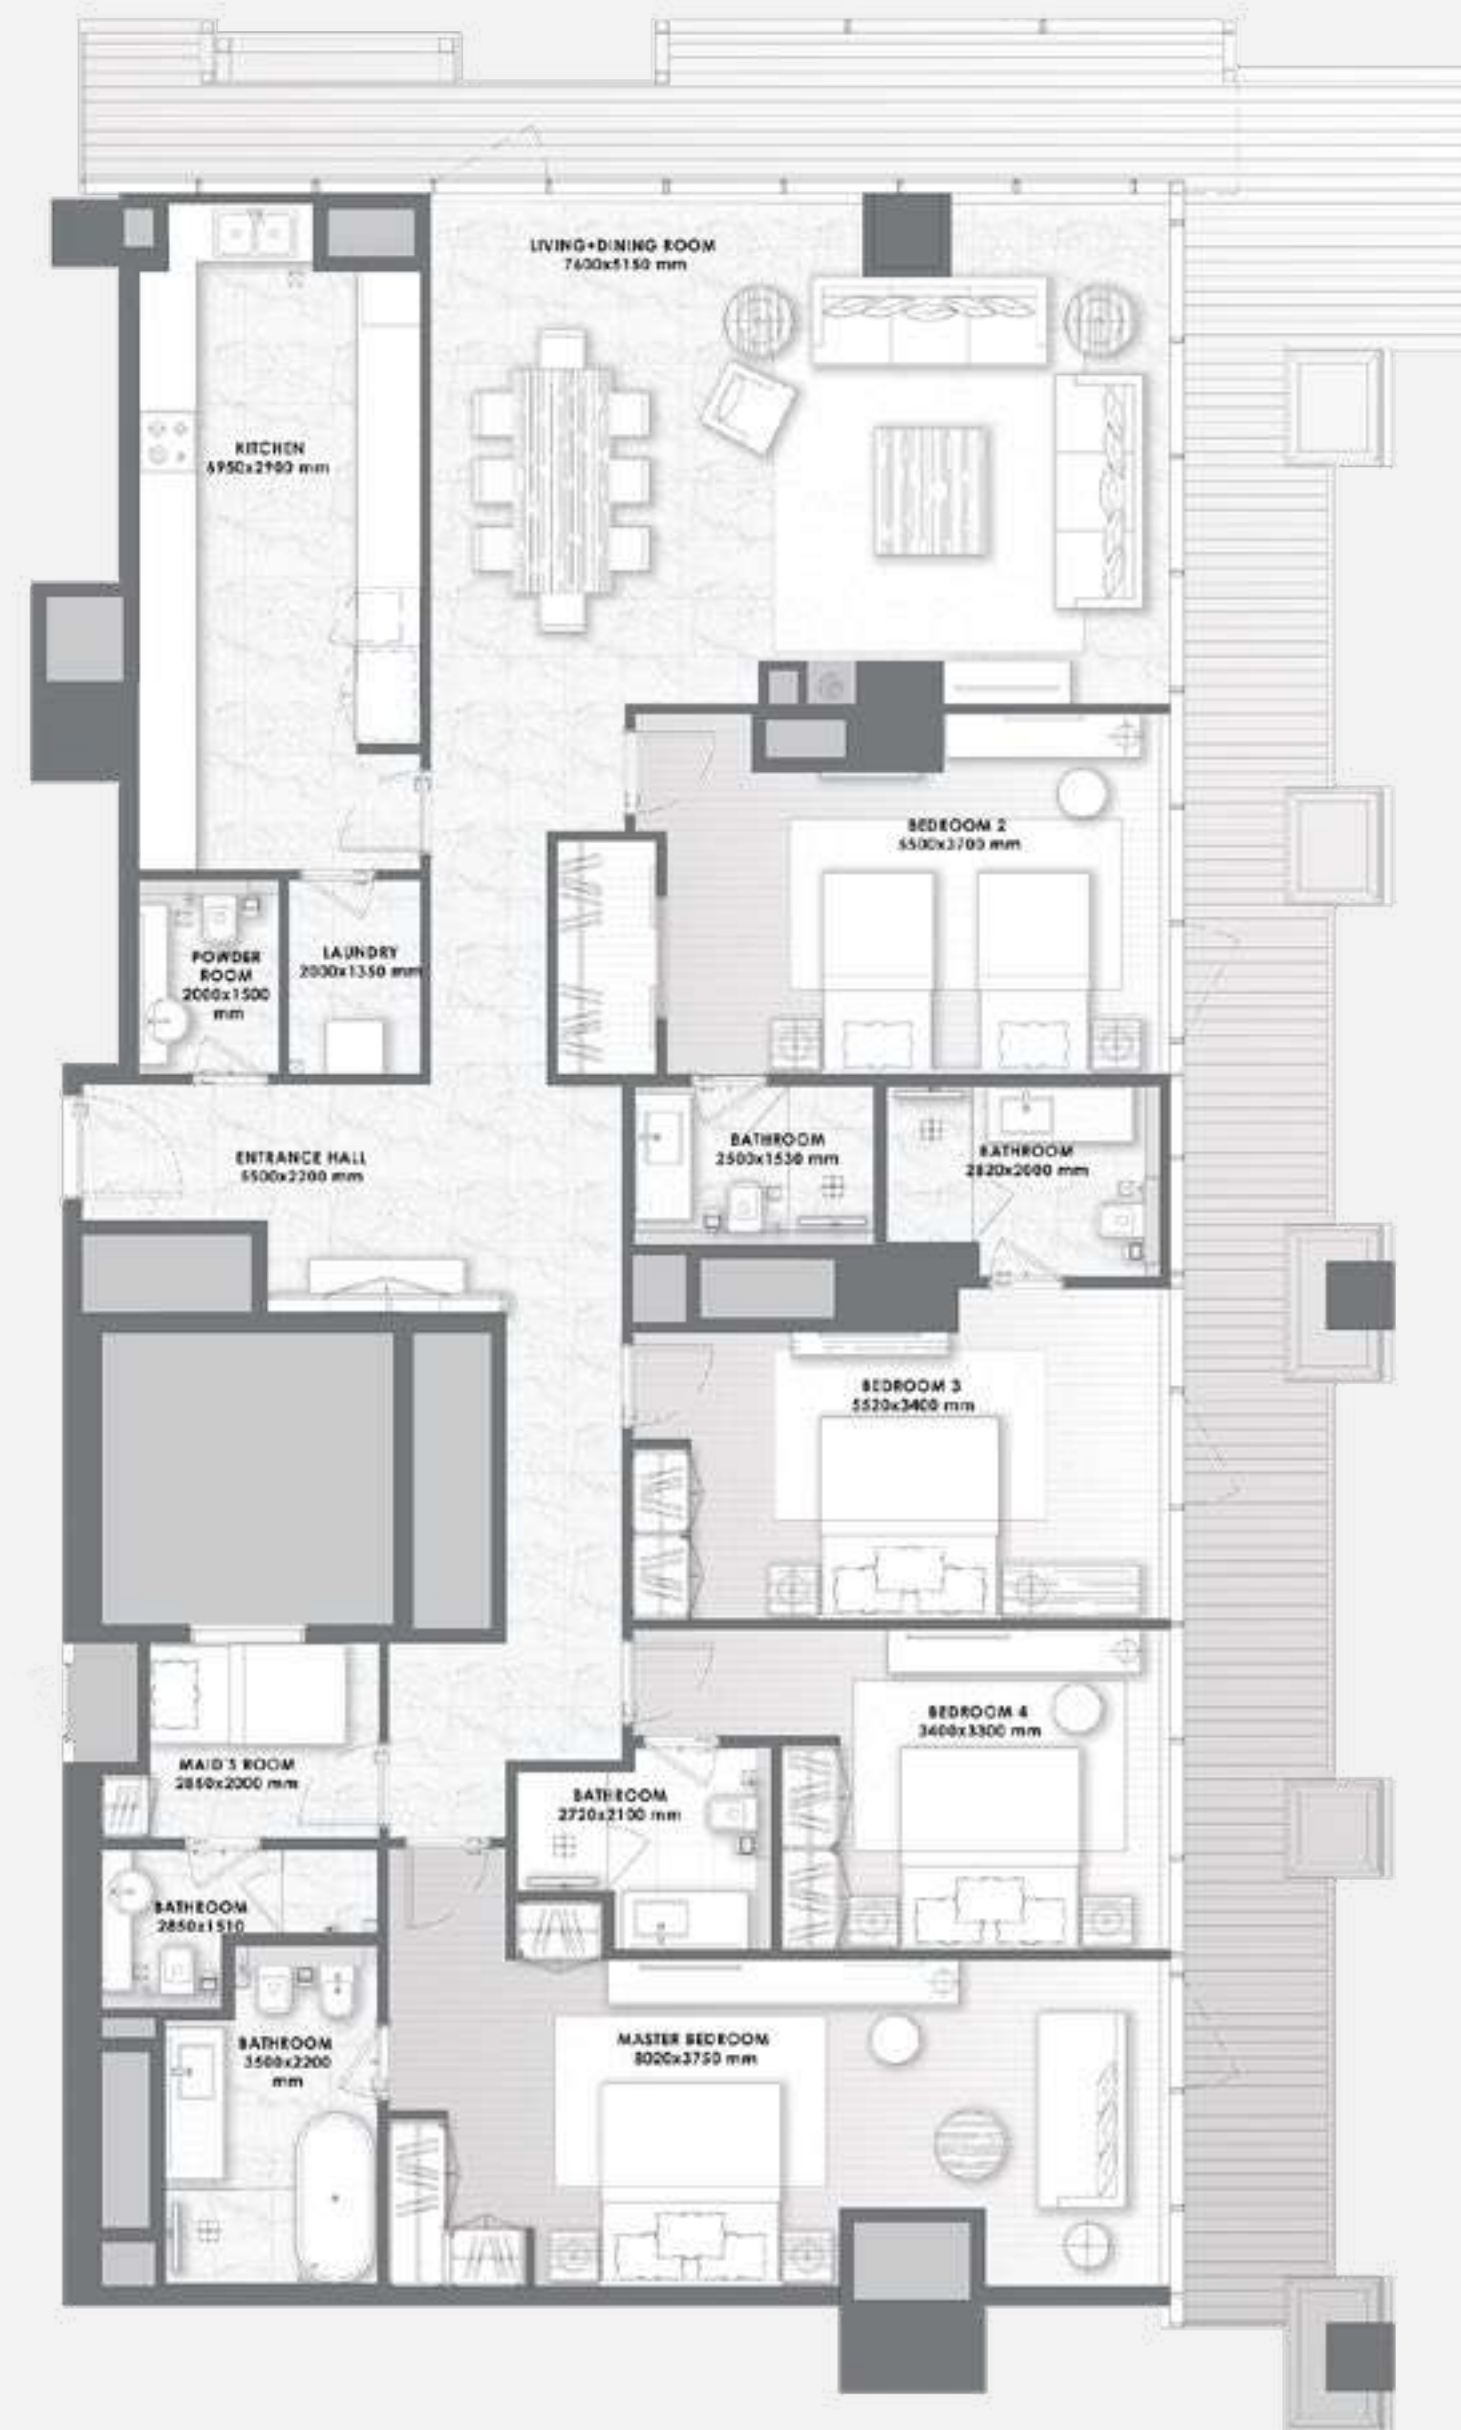 LIVING+DINING ROOM
7600x5150 mm
KITCHEN
6950x2900 mm
BEDROOM 2
5500x3700 mm
POWDER
ROOM
2000x1500
mm
LAUNDRY
2000x1350 mm
ENTRANCE HALL
5500x2200 mm
BATHROOM
2500x1530 mm
BATHROOM
2820x2000 mm
BEDROOM 3
5520x3400 mm
BEDROOM 4
3400x3300 mm
MAID'S ROOM
2850x2000 mm
BATHROOM
2720x2100 mm
BATHROOM
2850x1510
BATHROOM
3500x2200
mm
MASTER BEDROOM
8020x3750 mm